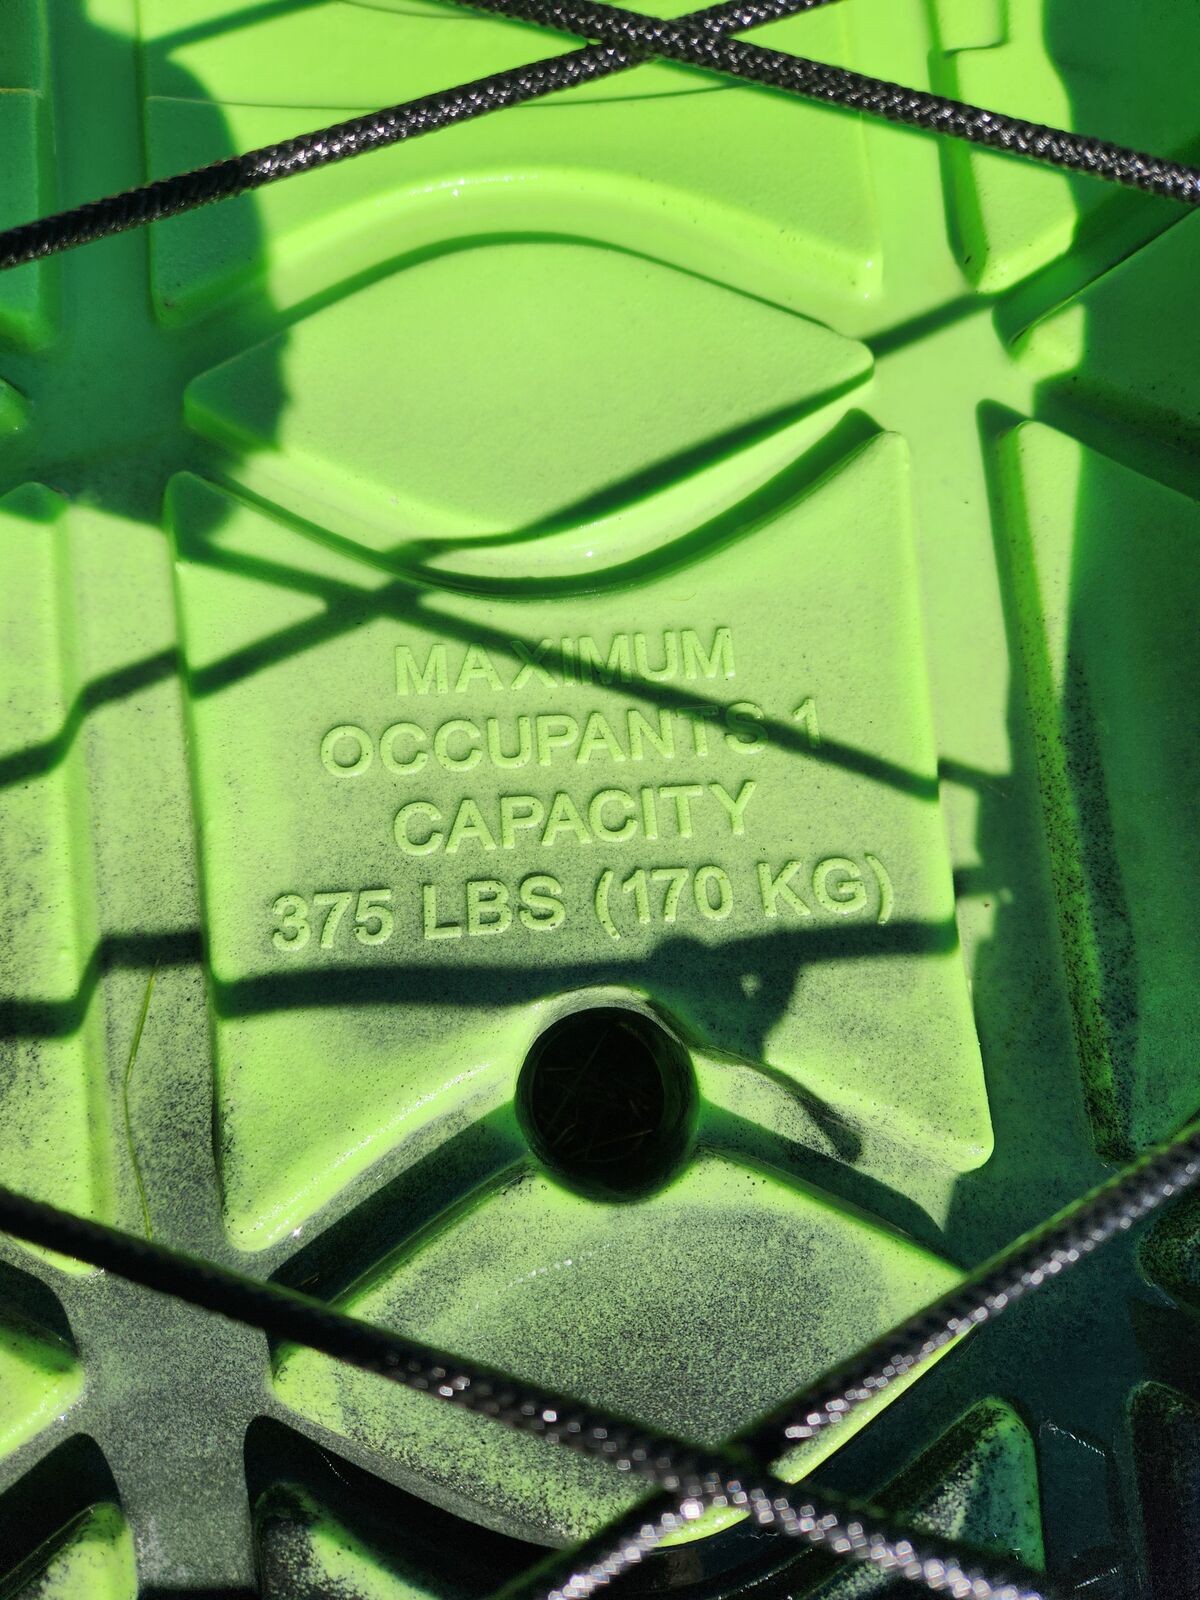 MAXIMUM
OCCUPANTS 1
CAPACITY
375 LBS (170 KG)